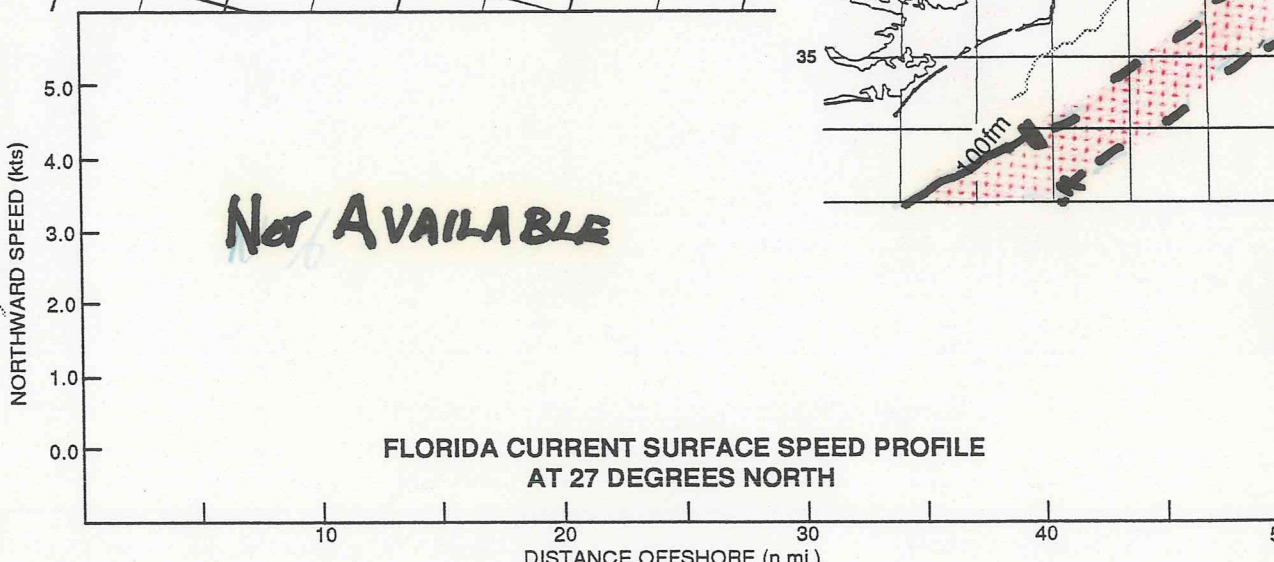 35
100fm
5.0
4.0
NOT AVAILABLE
3.0
2.0
1.0
0.0
NORTHWARD SPEED (kts)
FLORIDA CURRENT SURFACE SPEED PROFILE
AT 27 DEGREES NORTH
10 20 30 40
DISTANCE OFFSHORE (n mi)